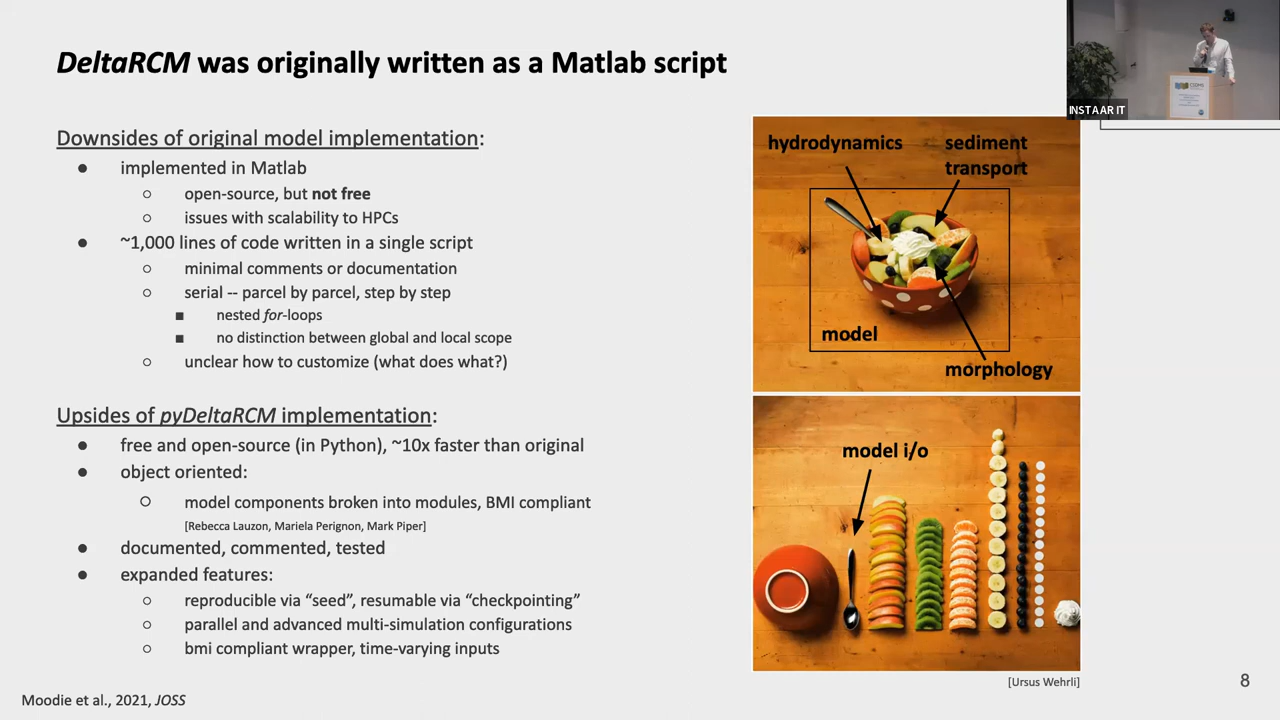 DeltaRCM was originally written as a Matlab script
INSTAAR IT
Downsides of original model implementation:
● implemented in Matlab
○ open-source, but not free
○ issues with scalability to HPCs
● ~1,000 lines of code written in a single script
○ minimal comments or documentation
○ serial -- parcel by parcel, step by step
■ nested for-loops
■ no distinction between global and local scope
○ unclear how to customize (what does what?)
Upsides of pyDeltaRCM implementation:
● free and open-source (in Python), ~10x faster than original
● object oriented:
○ model components broken into modules, BMI compliant
[Rebecca Lauzon, Mariela Perignon, Mark Piper]
● documented, commented, tested
● expanded features:
○ reproducible via “seed”, resumable via “checkpointing”
○ parallel and advanced multi-simulation configurations
○ bmi compliant wrapper, time-varying inputs
Moodie et al., 2021, JOSS
hydrodynamics
sediment
transport
model
morphology
model i/o
[Ursus Wehrli]
8